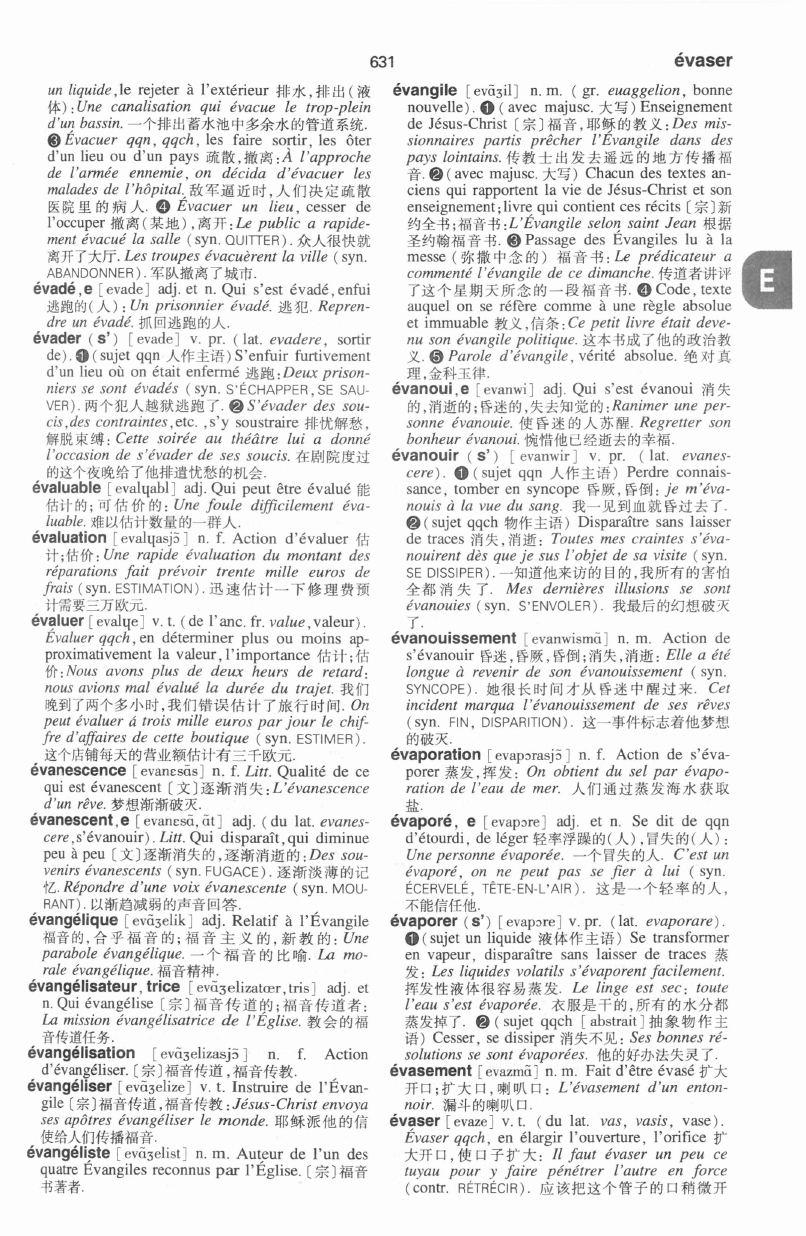 631
évaser
un liquide,le rejeter à l'extérieur 排水,排出(液
体):Une canalisation qui évacue le trop-plein
d'un bassin. 一个排出蓄水池中多余水的管道系统.
❸ Évacuer qqn, qqch, les faire sortir, les ôter
d'un lieu ou d'un pays 疏散,撤离:À l'approche
de l'armée ennemie, on décida d'évacuer les
malades de l'hôpital. 敌军逼近时,人们决定疏散
医院里的病人. ❹ Évacuer un lieu, cesser de
l'occuper 撤离(某地),离开:Le public a rapide-
ment évacué la salle (syn. QUITTER). 众人很快就
离开了大厅. Les troupes évacuèrent la ville (syn.
ABANDONNER). 军队撤离了城市.
évadé,e [evade] adj. et n. Qui s'est évadé,enfui
逃跑的(人):Un prisonnier évadé. 逃犯. Repren-
dre un évadé. 抓回逃跑的人.
évader (s') [evade] v. pr. (lat. evadere, sortir
de). ❶(sujet qqn 人作主语)S'enfuir furtivement
d'un lieu où on était enfermé 逃跑:Deux prison-
niers se sont évadés (syn. S'ÉCHAPPER,SE SAU-
VER). 两个犯人越狱逃跑了. ❷ S'évader des sou-
cis,des contraintes,etc. ,s'y soustraire 排忧解愁,
解脱束缚: Cette soirée au théâtre lui a donné
l'occasion de s'évader de ses soucis. 在剧院度过
的这个夜晚给了他排遣忧愁的机会.
évaluable [evalɥabl] adj. Qui peut être évalué 能
估计的; 可估价的: Une foule difficilement éva-
luable. 难以估计数量的一群人.
évaluation [evalɥasjɔ̃] n. f. Action d'évaluer 估
计;估价: Une rapide évaluation du montant des
réparations fait prévoir trente mille euros de
frais (syn. ESTIMATION). 迅速估计一下修理费预
计需要三万欧元.
évaluer [evalɥe] v. t. (de l'anc. fr. value,valeur).
Évaluer qqch, en déterminer plus ou moins ap-
proximativement la valeur,l'importance 估计;估
价:Nous avons plus de deux heurs de retard:
nous avions mal évalué la durée du trajet. 我们
晚到了两个多小时,我们错误估计了旅行时间. On
peut évaluer á trois mille euros par jour le chif-
fre d'affaires de cette boutique (syn. ESTIMER).
这个店铺每天的营业额估计有三千欧元.
évanescence [evanesɑ̃s] n. f. Litt. Qualité de ce
qui est évanescent [文]逐渐消失:L'évanescence
d'un rêve. 梦想渐渐破灭.
évanescent,e [evanɛsɑ̃, ɑ̃t] adj. (du lat. evanes-
cere,s'évanouir). Litt. Qui disparaît,qui diminue
peu à peu [文]逐渐消失的,逐渐消逝的:Des sou-
venirs évanescents (syn. FUGACE). 逐渐淡薄的记
忆. Répondre d'une voix évanescente (syn. MOU-
RANT). 以渐趋减弱的声音回答.
évangélique [evɑ̃ʒelik] adj. Relatif à l'Évangile
福音的,合乎福音的; 福音主义的,新教的: Une
parabole évangélique. 一个福音的比喻. La mo-
rale évangélique. 福音精神.
évangélisateur, trice [evɑ̃ʒelizatœr,tris] adj. et
n. Qui évangélise [宗]福音传道的;福音传道者:
La mission évangélisatrice de l'Église. 教会的福
音传道任务.
évangélisation [evɑ̃ʒelizasjɔ̃] n. f. Action
d'évangéliser. [宗]福音传道,福音传教.
évangéliser [evɑ̃ʒelize] v. t. Instruire de l'Évan-
gile [宗]福音传道,福音传教:Jésus-Christ envoya
ses apôtres évangéliser le monde. 耶稣派他的信
使给人们传播福音.
évangéliste [evɑ̃ʒelist] n. m. Auteur de l'un des
quatre Évangiles reconnus par l'Église. [宗]福音
书著者.
évangile [evɑ̃ʒil] n. m. ( gr. euaggelion, bonne
nouvelle). ❶(avec majusc. 大写)Enseignement
de Jésus-Christ [宗]福音,耶稣的教义:Des mis-
sionnaires partis prêcher l'Évangile dans des
pays lointains. 传教士出发去遥远的地方传播福
音. ❷(avec majusc. 大写) Chacun des textes an-
ciens qui rapportent la vie de Jésus-Christ et son
enseignement;livre qui contient ces récits [宗]新
约全书;福音书:L'Évangile selon saint Jean 根据
圣约翰福音书. ❸ Passage des Évangiles lu à la
messe (弥撒中念的) 福音书:Le prédicateur a
commenté l'évangile de ce dimanche. 传道者讲评
了这个星期天所念的一段福音书. ❹ Code, texte
auquel on se réfère comme à une règle absolue
et immuable 教义,信条:Ce petit livre était deve-
nu son évangile politique. 这本书成了他的政治教
义. ❺ Parole d'évangile,vérité absolue. 绝对真
理,金科玉律.
évanoui,e [evanwi] adj. Qui s'est évanoui 消失
的,消逝的;昏迷的,失去知觉的:Ranimer une per-
sonne évanouie. 使昏迷的人苏醒. Regretter son
bonheur évanoui. 惋惜他已经逝去的幸福.
évanouir (s') [evanwir] v. pr. (lat. evanes-
cere). ❶(sujet qqn 人作主语) Perdre connais-
sance, tomber en syncope 昏厥,昏倒: je m'éva-
nouis à la vue du sang. 我一见到血就昏过去了.
❷(sujet qqch 物作主语) Disparaître sans laisser
de traces 消失,消逝: Toutes mes craintes s'éva-
nouirent dès que je sus l'objet de sa visite (syn.
SE DISSIPER). 一知道他来访的目的,我所有的害怕
全都消失了. Mes dernières illusions se sont
évanouies (syn. S'ENVOLER). 我最后的幻想破灭
了.
évanouissement [evanwismɑ̃] n. m. Action de
s'évanouir 昏迷,昏厥,昏倒;消失,消逝: Elle a été
longue à revenir de son évanouissement (syn.
SYNCOPE). 她很长时间才从昏迷中醒过来. Cet
incident marqua l'évanouissement de ses rêves
(syn. FIN, DISPARITION). 这一事件标志着他梦想
的破灭.
évaporation [evapɔrasjɔ̃] n. f. Action de s'éva-
porer 蒸发,挥发: On obtient du sel par évapo-
ration de l'eau de mer. 人们通过蒸发海水获取
盐.
évaporé, e [evapɔre] adj. et n. Se dit de qqn
d'étourdi, de léger 轻率浮躁的(人),冒失的(人):
Une personne évaporée. 一个冒失的人. C'est un
évaporé, on ne peut pas se fier à lui (syn.
ÉCERVELÉ, TÊTE-EN-L'AIR). 这是一个轻率的人,
不能信任他.
évaporer (s') [evapɔre] v. pr. (lat. evaporare).
❶(sujet un liquide 液体作主语) Se transformer
en vapeur, disparaître sans laisser de traces 蒸
发: Les liquides volatils s'évaporent facilement.
挥发性液体很容易蒸发. Le linge est sec: toute
l'eau s'est évaporée. 衣服是干的,所有的水分都
蒸发掉了. ❷ (sujet qqch [abstrait]抽象物作主
语) Cesser, se dissiper 消失不见: Ses bonnes ré-
solutions se sont évaporées. 他的好办法失灵了.
évasement [evazmɑ̃] n. m. Fait d'être évasé 扩大
开口;扩大口,喇叭口: L'évasement d'un enton-
noir. 漏斗的喇叭口.
évaser [evaze] v. t. (du lat. vas, vasis, vase).
Évaser qqch, en élargir l'ouverture, l'orifice 扩
大开口,使口子扩大: Il faut évaser un peu ce
tuyau pour y faire pénétrer l'autre en force
(contr. RÉTRÉCIR). 应该把这个管子的口稍微开
E